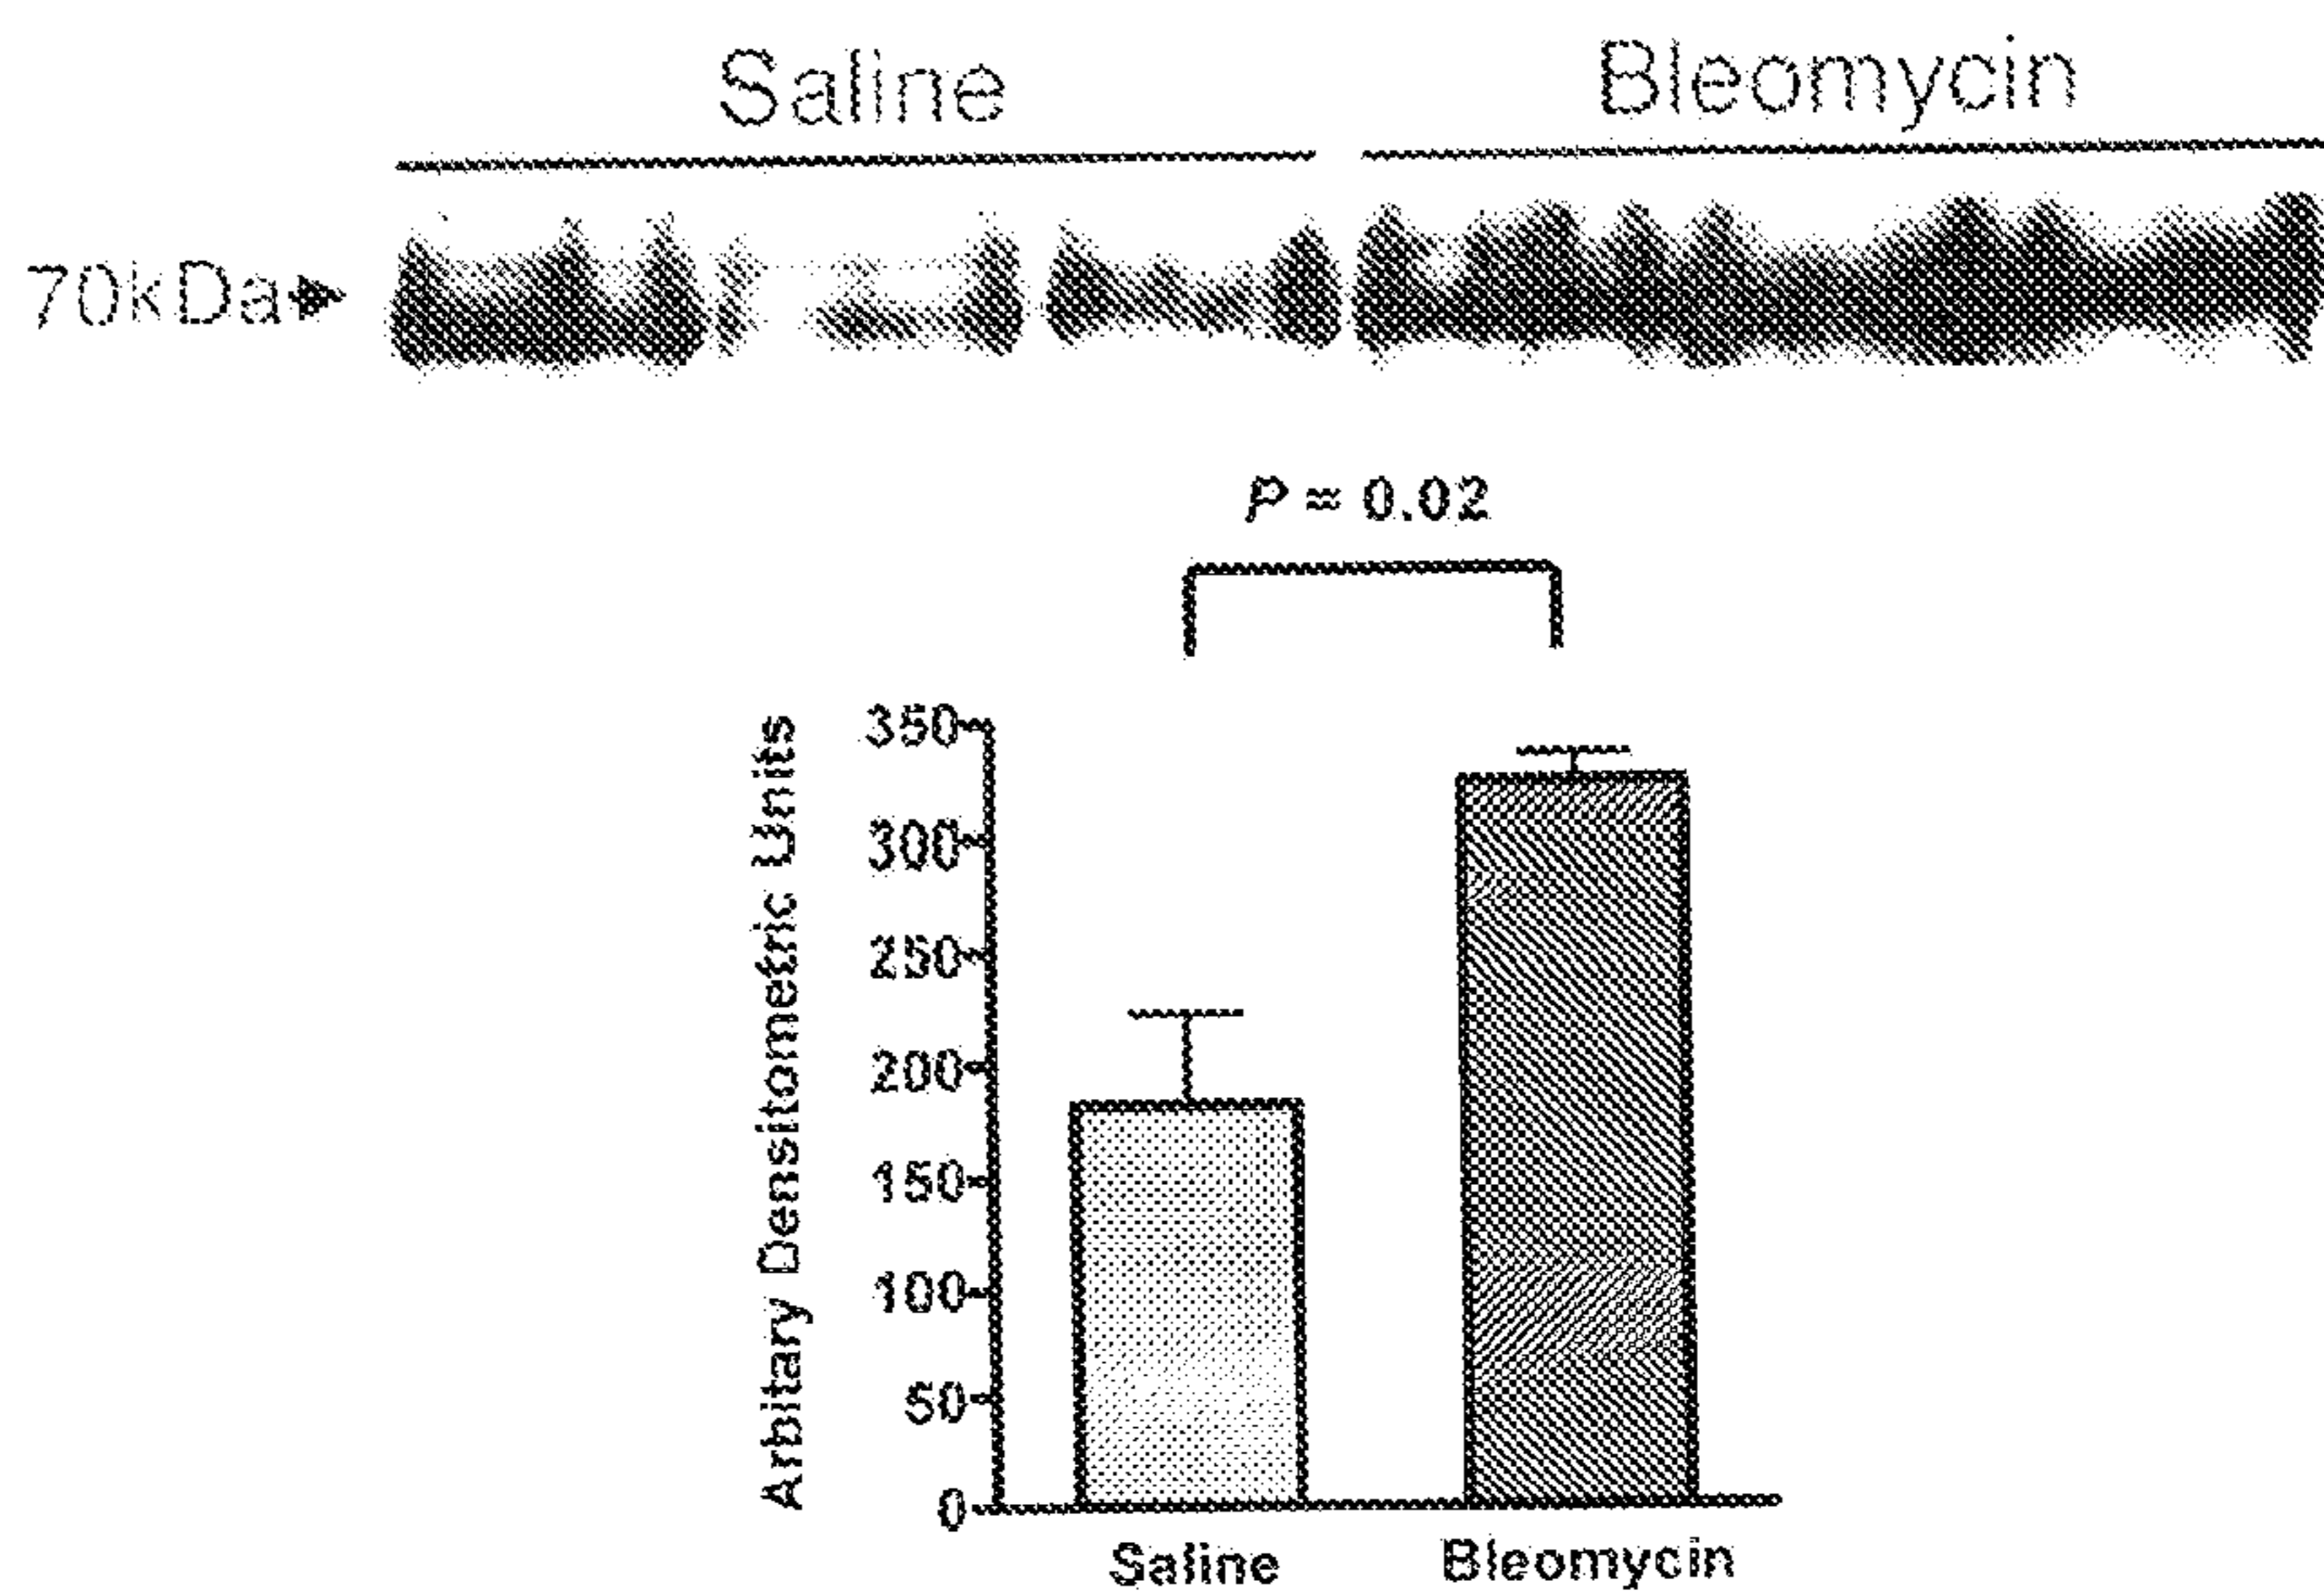 Saline Bleomycin
70kDa
P = 0.02
Arbitary Densitometric Units
350
300
250
200
150
100
50
0
Saline Bleomycin